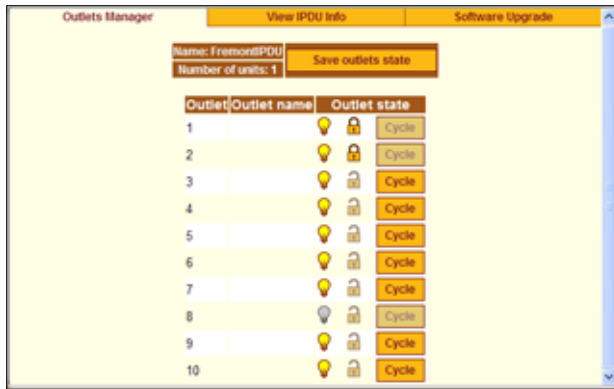 Outlets Manager View IPDU Info Software Upgrade
Name: FremontIPDU
Save outlets state
Number of units: 1
Outlet Outlet name Outlet state
1 Cycle
2 Cycle
3 Cycle
4 Cycle
5 Cycle
6 Cycle
7 Cycle
8 Cycle
9 Cycle
10 Cycle